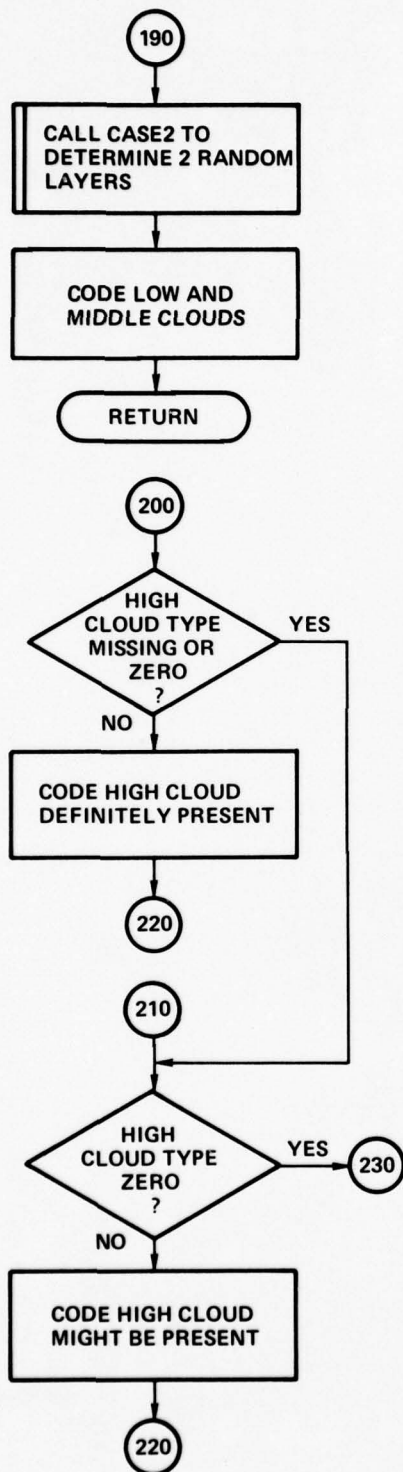 190
CALL CASE2 TO
DETERMINE 2 RANDOM
LAYERS
CODE LOW AND
MIDDLE CLOUDS
RETURN
200
HIGH
CLOUD TYPE
MISSING OR
ZERO
?
YES
NO
CODE HIGH CLOUD
DEFINITELY PRESENT
220
210
HIGH
CLOUD TYPE
ZERO
?
YES
230
NO
CODE HIGH CLOUD
MIGHT BE PRESENT
220